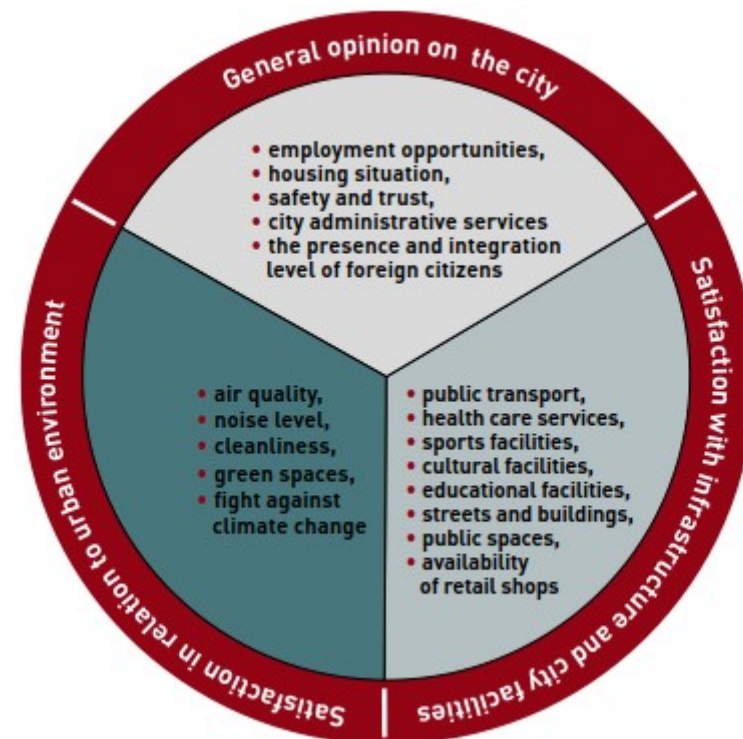 General opinion on the city
• employment opportunities,
• housing situation,
• safety and trust,
• city administrative services
• the presence and integration
level of foreign citizens
Satisfaction with infrastructure and city facilities
• public transport,
• health care services,
• sports facilities,
• cultural facilities,
• educational facilities,
• streets and buildings,
• public spaces,
• availability
of retail shops
Satisfaction in relation to urban environment
• air quality,
• noise level,
• cleanliness,
• green spaces,
• fight against
climate change